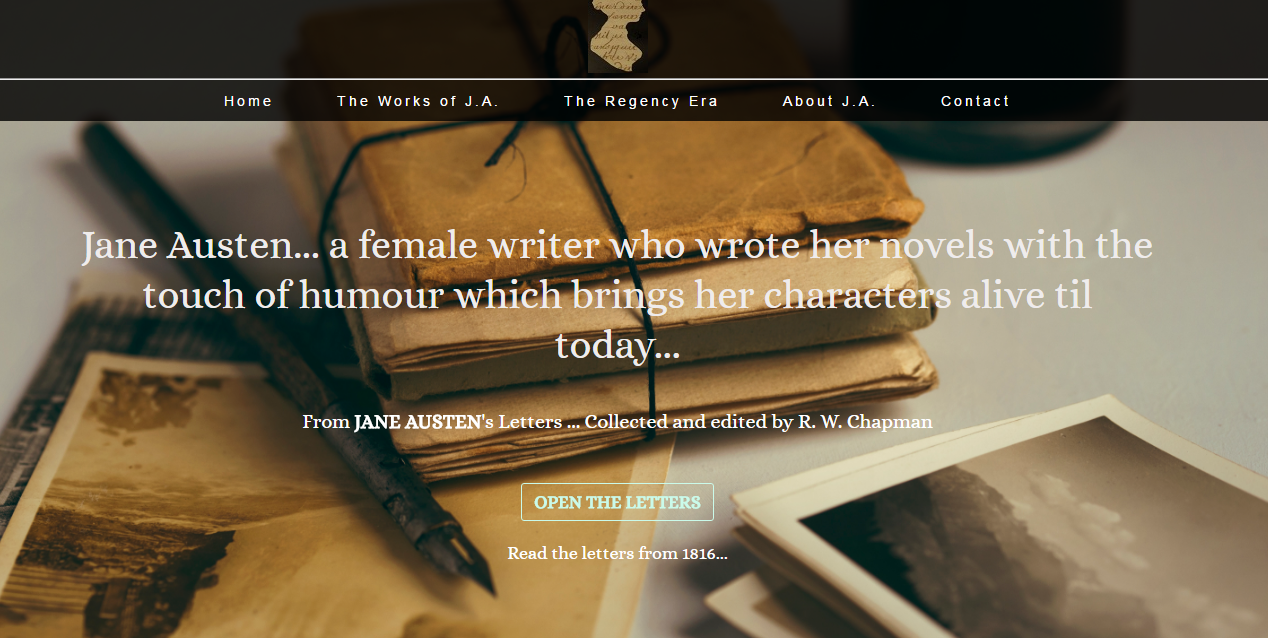 Home The Works of J.A. The Regency Era About J.A. Contact
Jane Austen... a female writer who wrote her novels with the
touch of humour which brings her characters alive til
today...
From JANE AUSTEN's Letters ... Collected and edited by R. W. Chapman
OPEN THE LETTERS
Read the letters from 1816...